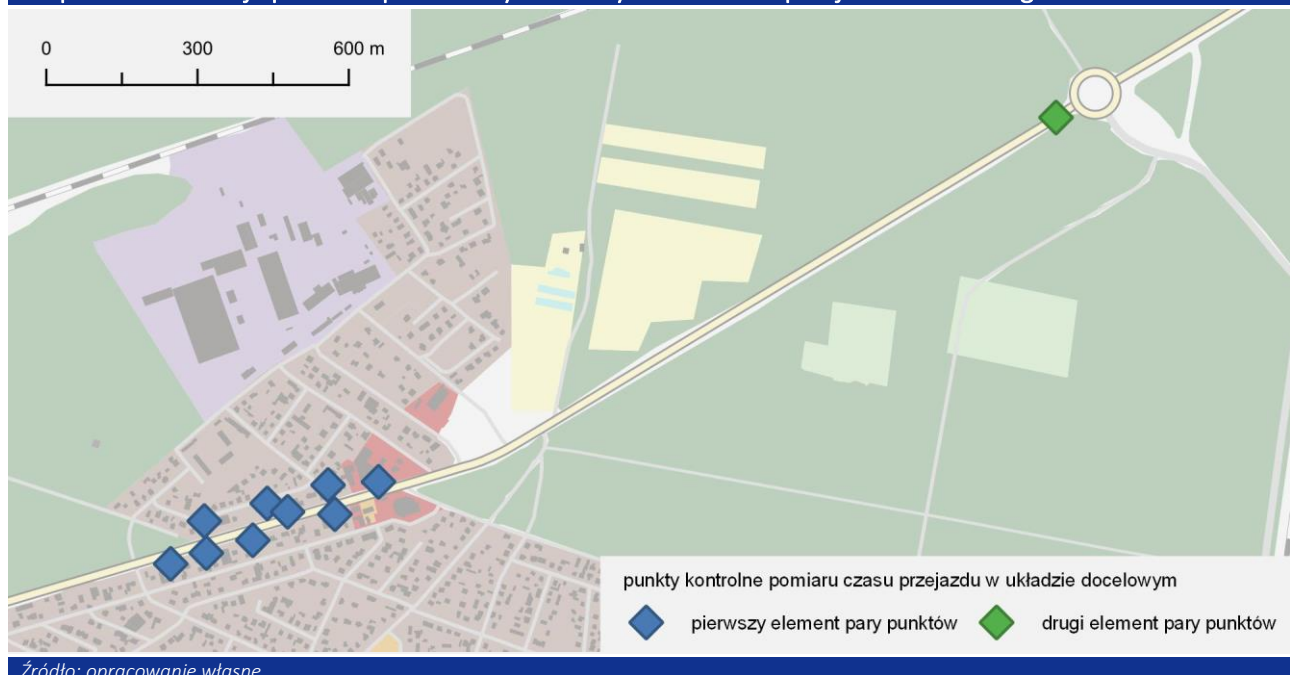 0 300 600 m
punkty kontrolne pomiaru czasu przejazdu w układzie docelowym
pierwszy element pary punktów drugi element pary punktów
Źródło: opracowanie własne